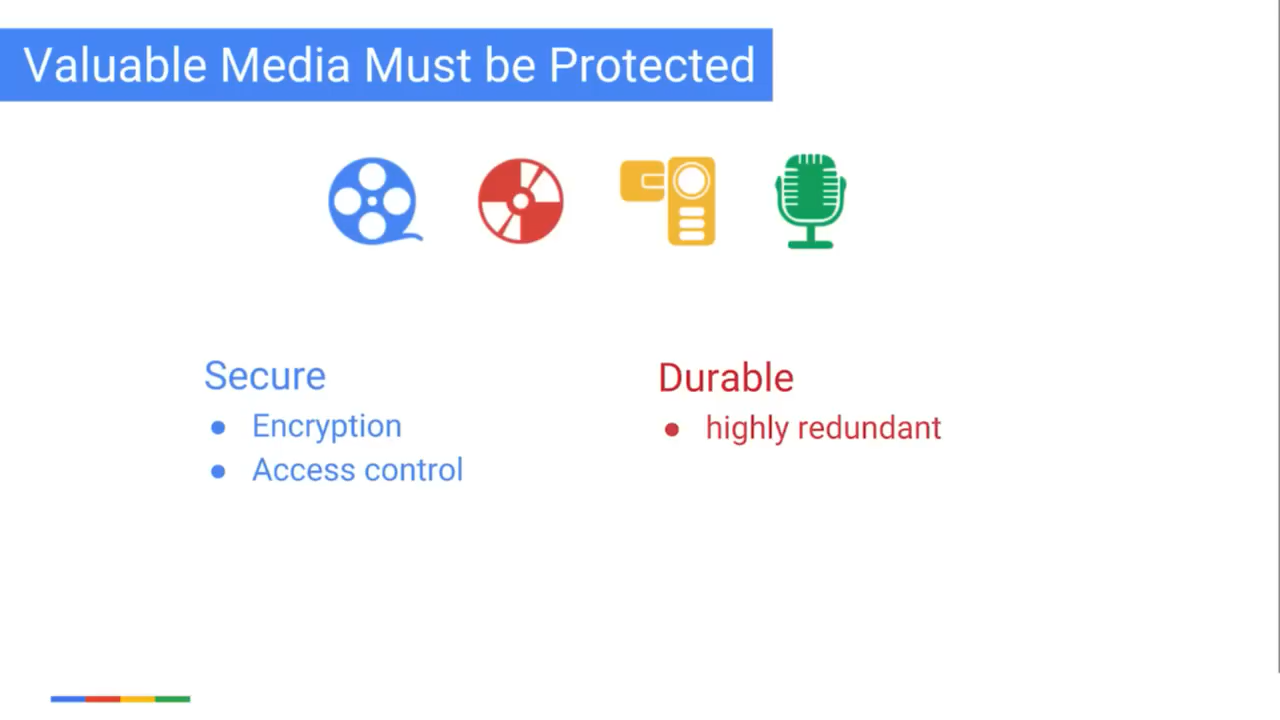 Valuable Media Must be Protected
Secure
● Encryption
● Access control
Durable
● highly redundant